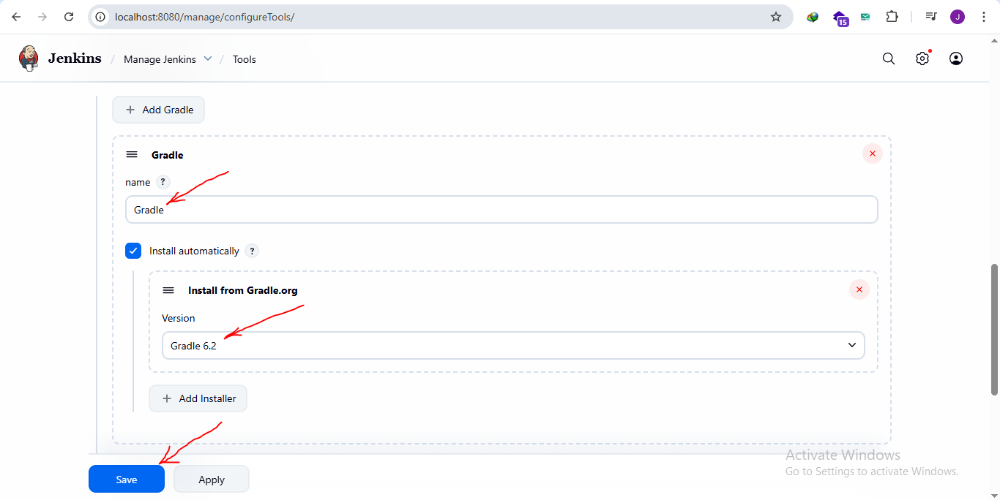 localhost:8080/manage/configureTools/
15
J
Jenkins / Manage Jenkins / Tools
+ Add Gradle
Gradle
name ?
Gradle
Install automatically ?
Install from Gradle.org
Version
Gradle 6.2
+ Add Installer
Activate Windows
Go to Settings to activate Windows.
Save Apply